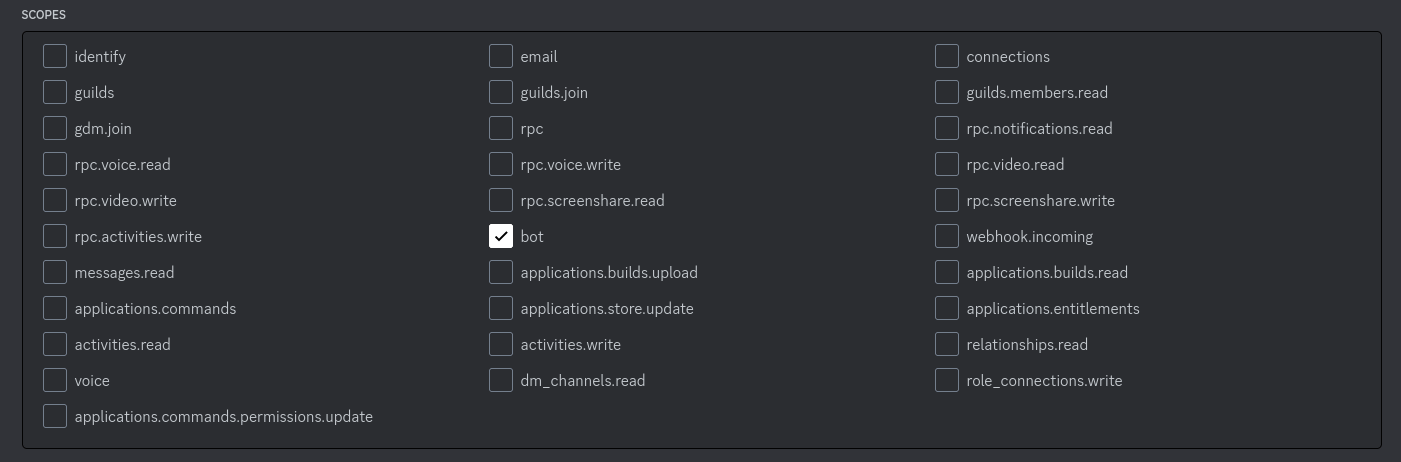 SCOPES
identify email connections
guilds guilds.join guilds.members.read
gdm.join rpc rpc.notifications.read
rpc.voice.read rpc.voice.write rpc.video.read
rpc.video.write rpc.screenshare.read rpc.screenshare.write
rpc.activities.write bot webhook.incoming
messages.read applications.builds.upload applications.builds.read
applications.commands applications.store.update applications.entitlements
activities.read activities.write relationships.read
voice dm_channels.read role_connections.write
applications.commands.permissions.update